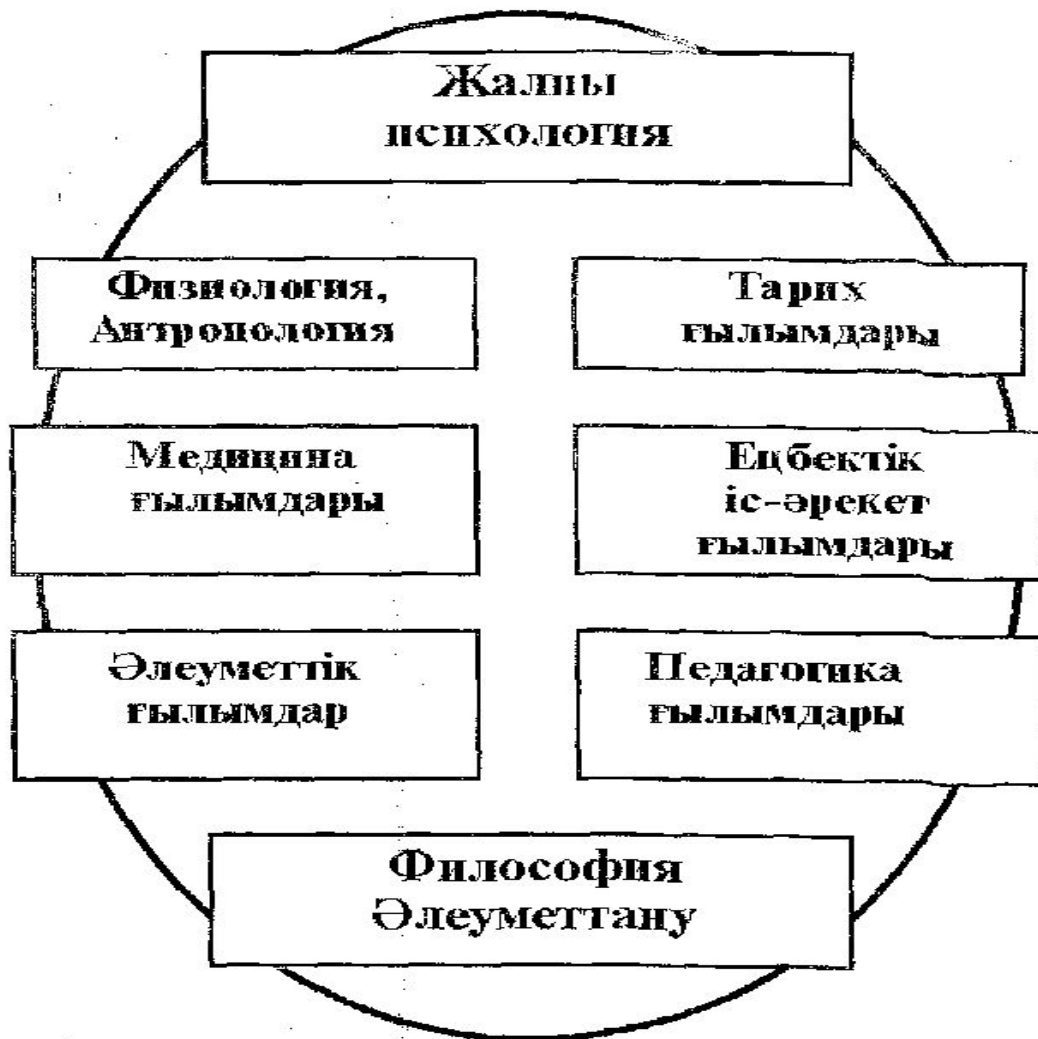 Жалпы
психология
Физиология,
Антропология
Тарих
ғылымдары
Медицина
ғылымдары
Еңбектік
іс-әрекет
ғылымдары
Әлеуметтік
ғылымдар
Педагогика
ғылымдары
Философия
Әлеуметтану